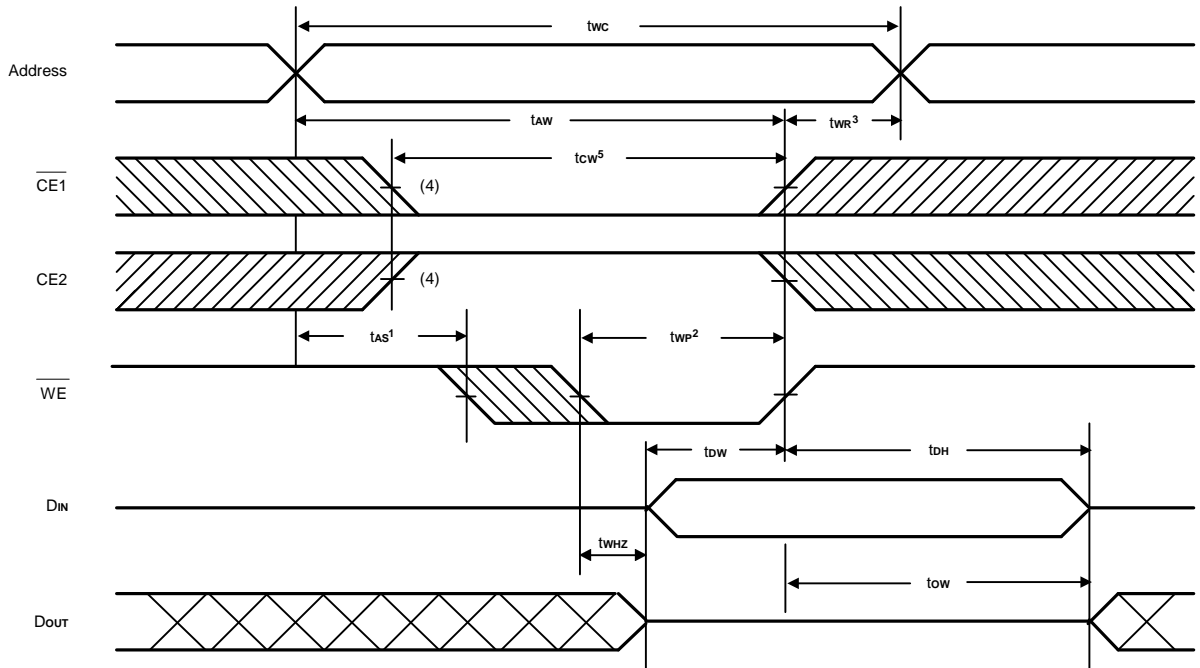 twc
Address
tAW
tWR³
tCW⁵
CE1
(4)
CE2
(4)
tAS¹
tWP²
WE
tDW
tDH
DIN
tWHZ
tOW
DOUT